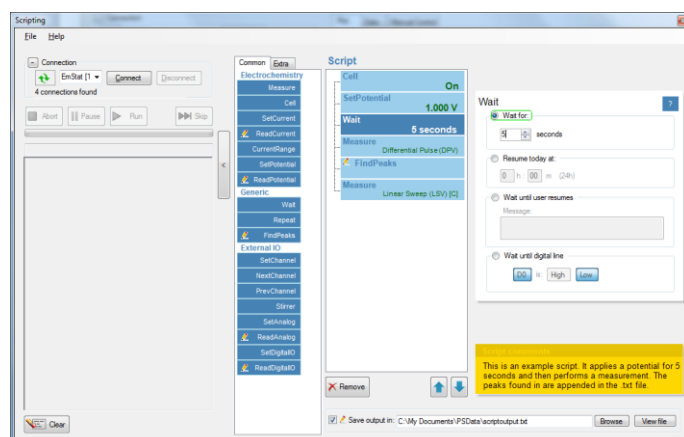 Scripting
File Help
Connection
EmStat [1
Connect
Disconnect
4 connections found
Abort
Pause
Run
Skip
Clear
Common Extra
Electrochemistry
Measure
Cell
SetCurrent
ReadCurrent
CurrentRange
SetPotential
ReadPotential
Generic
Wait
Repeat
FindPeaks
External IO
SetChannel
NextChannel
PrevChannel
Stirrer
SetAnalog
ReadAnalog
SetDigitalIO
ReadDigitalIO
Script
Cell
On
SetPotential
1.000 V
Wait
5 seconds
Measure
Differential Pulse (DPV)
FindPeaks
Measure
Linear Sweep (LSV) [C]
Remove
Wait
?
Wait for:
5 seconds
Resume today at:
0 h : 00 m (24h)
Wait until user resumes
Message:
Wait until digital line
D0 is: High Low
This is an example script. It applies a potential for 5
seconds and then performs a measurement. The
peaks found in are appended in the .txt file.
Save output in: C:\My Documents\PSData\scriptoutput.txt Browse View file